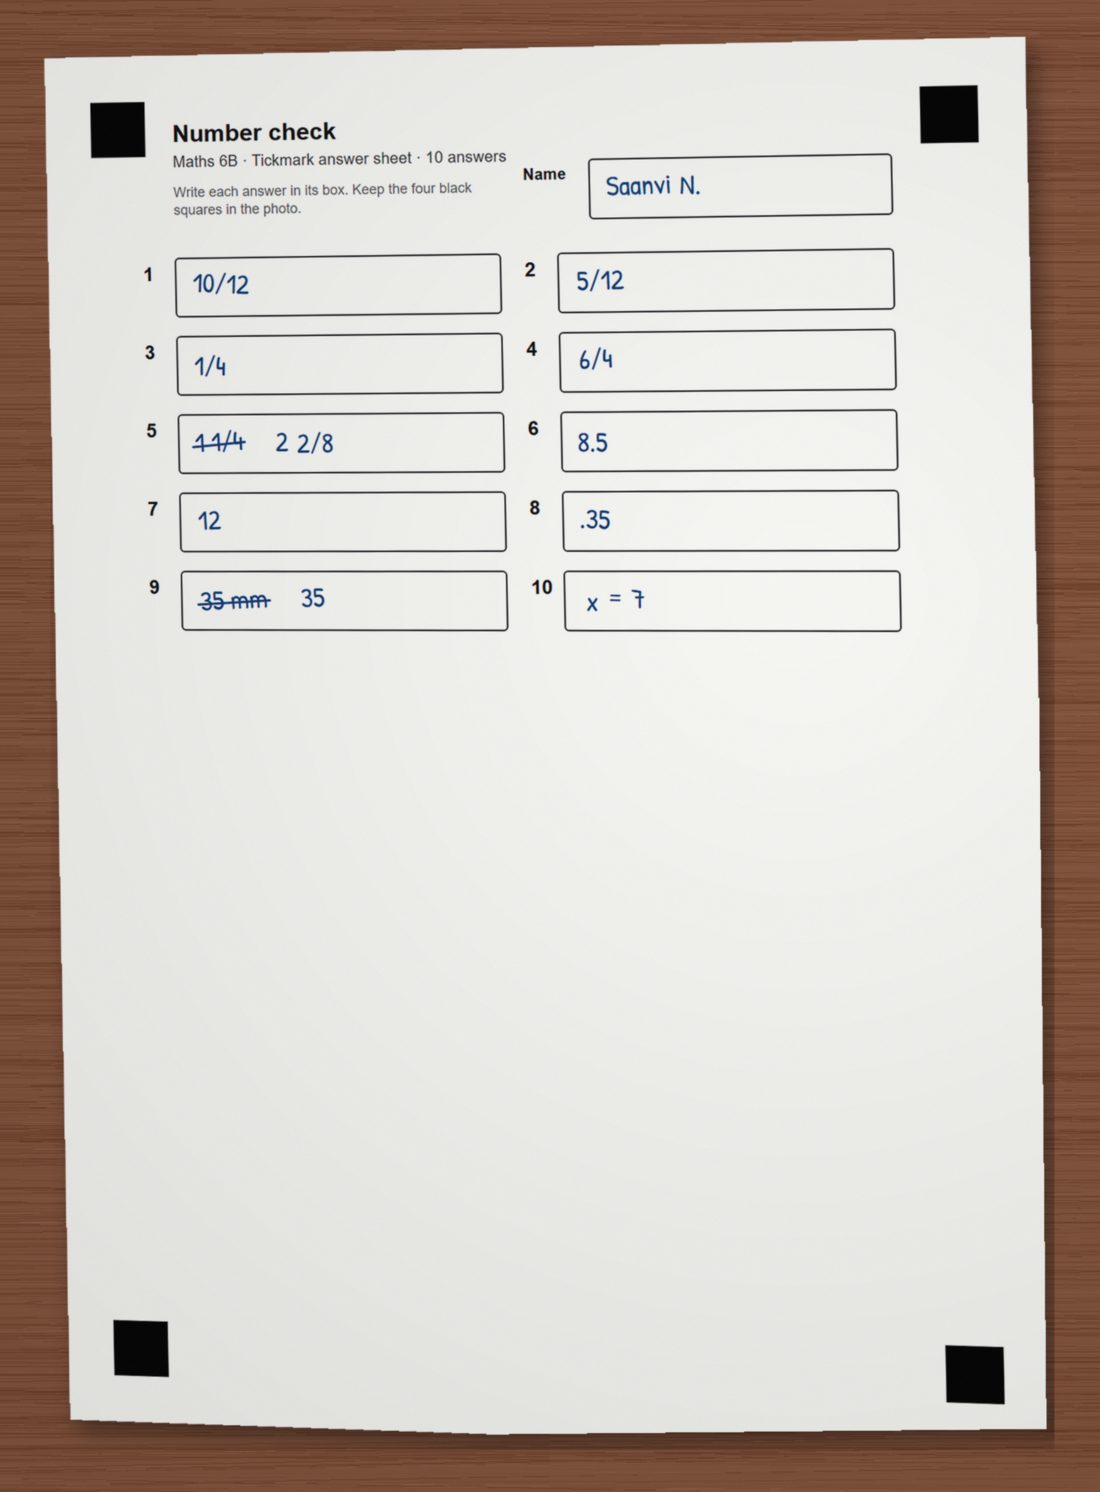 Number check
Maths 6B · Tickmark answer sheet · 10 answers
Write each answer in its box. Keep the four black
squares in the photo.
Name Saanvi N.
1 10/12
2 5/12
3 1/4
4 6/4
5 1 1/4 2 2/8
6 8.5
7 12
8 .35
9 35 mm 35
10 x = 7